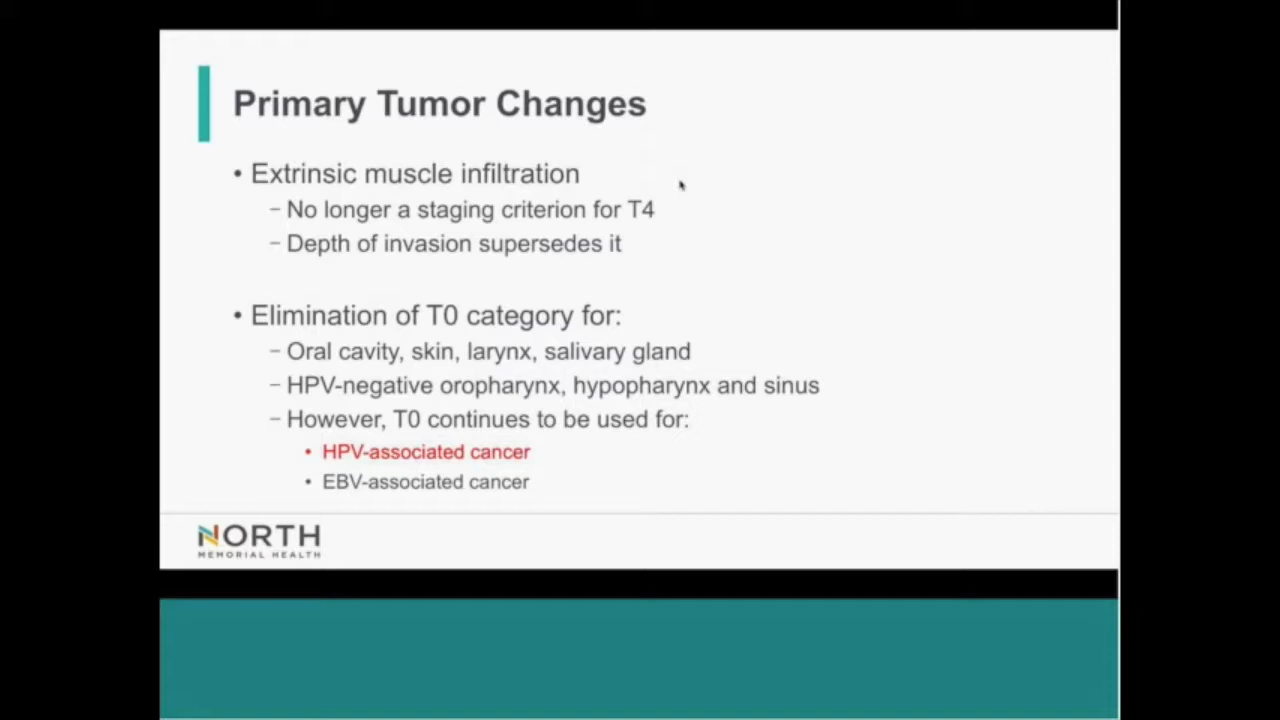 Primary Tumor Changes
• Extrinsic muscle infiltration
− No longer a staging criterion for T4
− Depth of invasion supersedes it
• Elimination of T0 category for:
− Oral cavity, skin, larynx, salivary gland
− HPV-negative oropharynx, hypopharynx and sinus
− However, T0 continues to be used for:
• HPV-associated cancer
• EBV-associated cancer
NORTH
MEMORIAL HEALTH